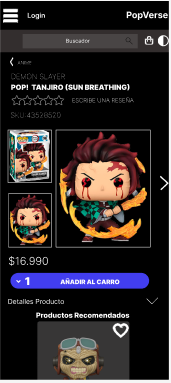 Login
PopVerse
Buscador
DEMON SLAYER
POP! TANJIRO (SUN BREATHING)
ESCRIBE UNA RESEÑA
SKU:43528520
$16.990
1
AÑADIR AL CARRO
Detalles Producto
Productos Recomendados